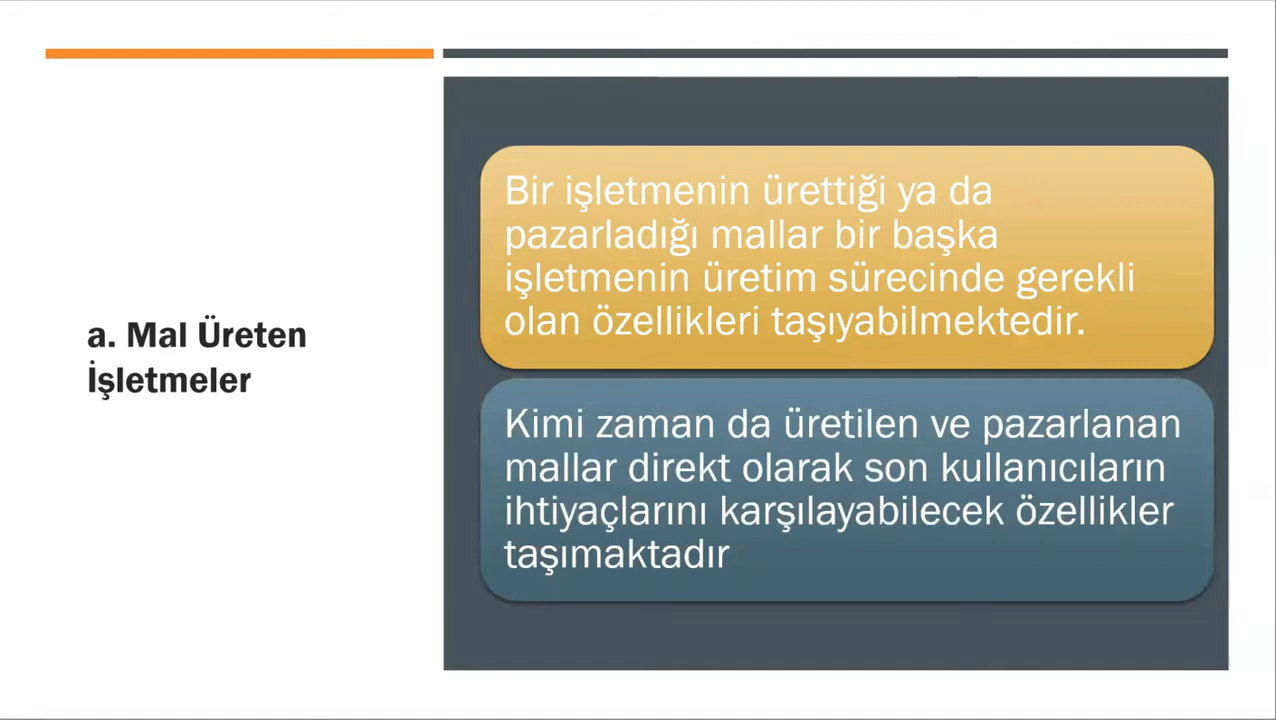 a. Mal Üreten
İşletmeler
Bir işletmenin ürettiği ya da
pazarladığı mallar bir başka
işletmenin üretim sürecinde gerekli
olan özellikleri taşıyabilmektedir.
Kimi zaman da üretilen ve pazarlanan
mallar direkt olarak son kullanıcıların
ihtiyaçlarını karşılayabilecek özellikler
taşımaktadır